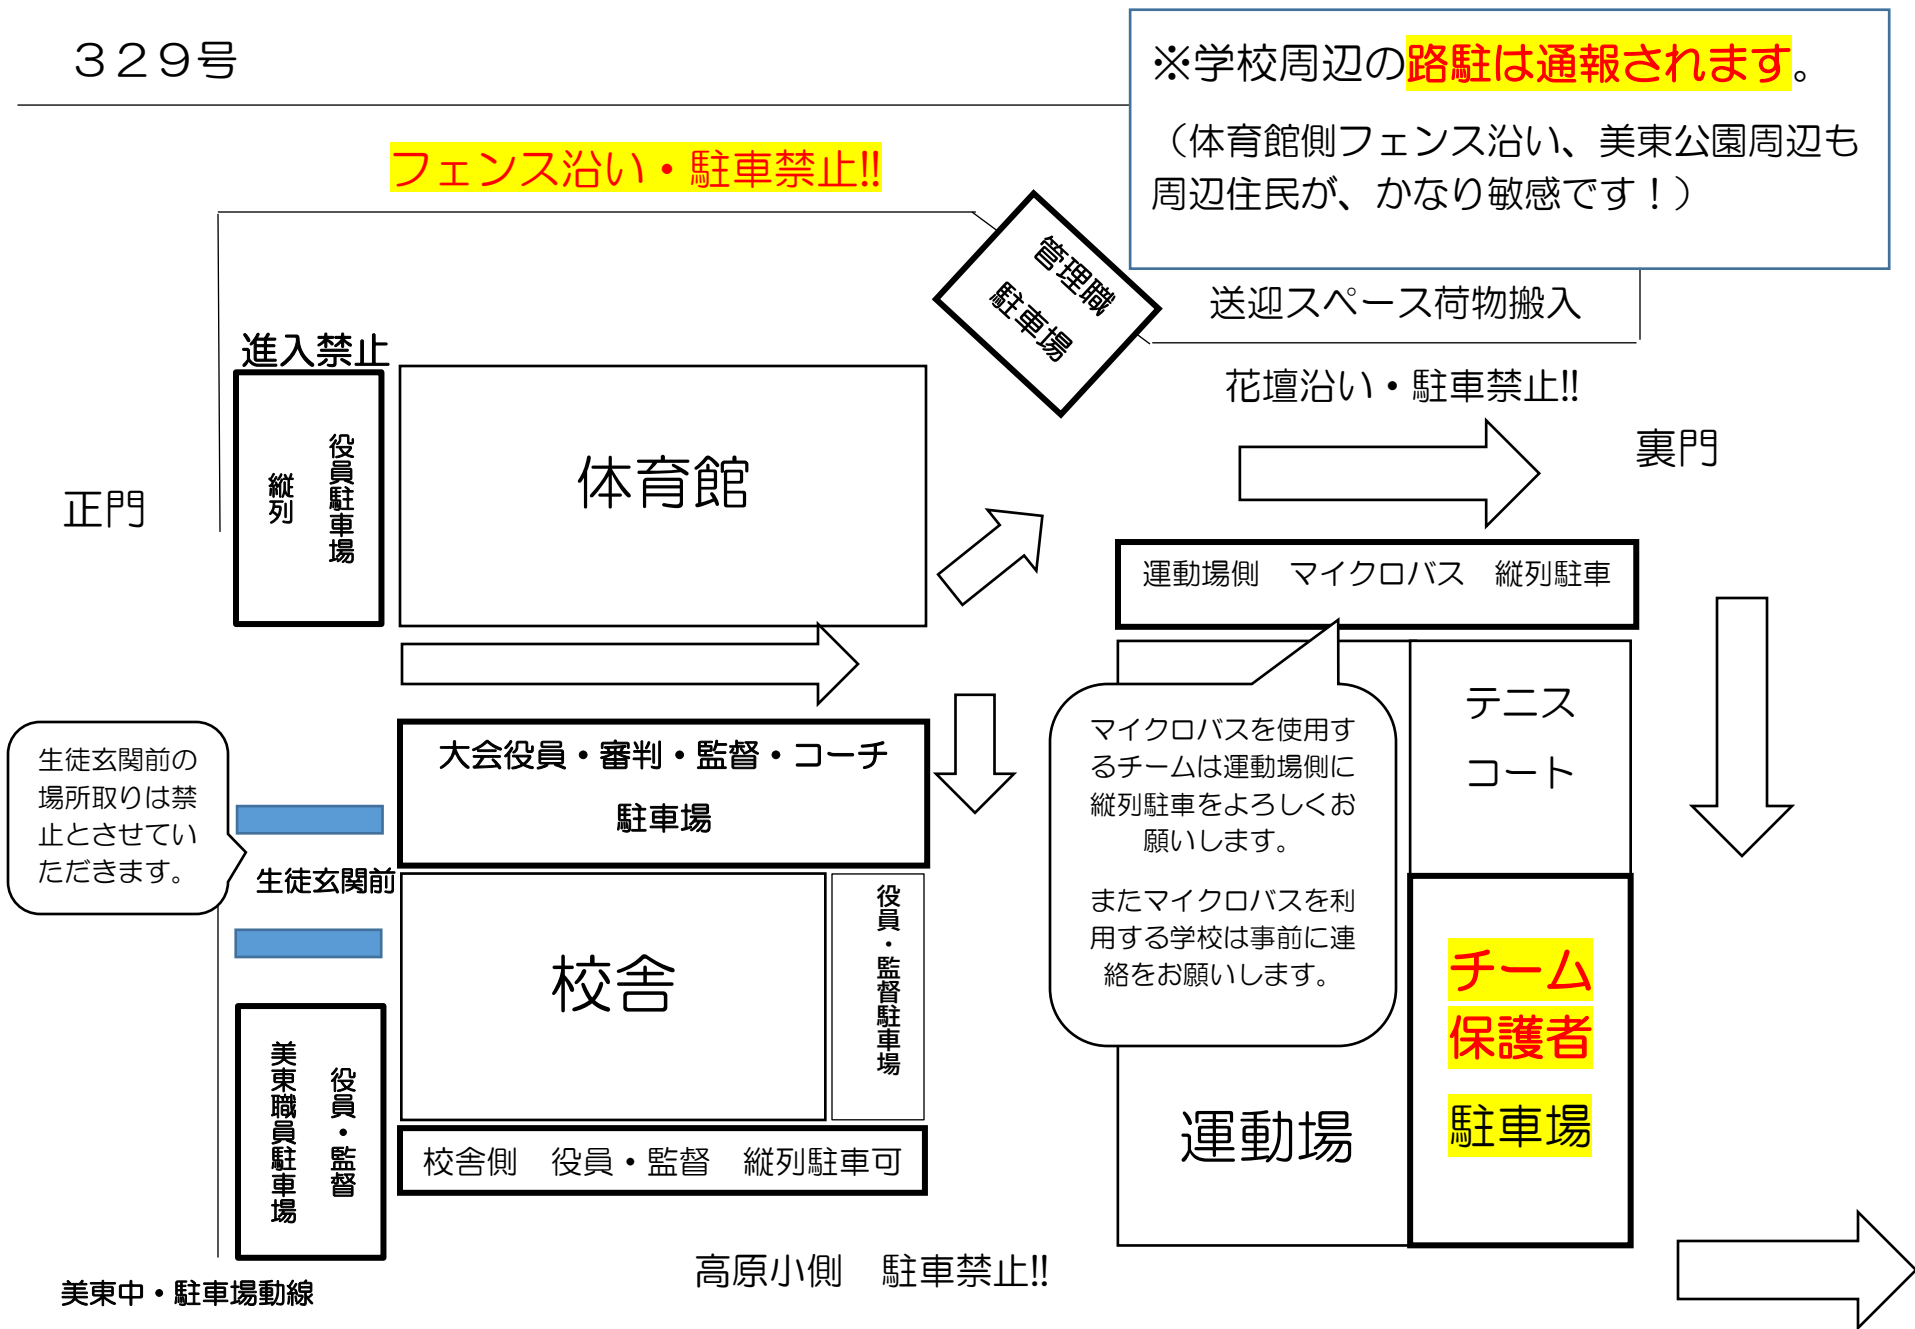 329号
※学校周辺の路駐は通報されます。
（体育館側フェンス沿い、美東公園周辺も
周辺住民が、かなり敏感です！）
フェンス沿い・駐車禁止!!
管理職
駐車場
送迎スペース荷物搬入
進入禁止
花壇沿い・駐車禁止!!
裏門
正門
役員駐車場
縦列
体育館
運動場側　マイクロバス　縦列駐車
大会役員・審判・監督・コーチ
駐車場
マイクロバスを使用す
るチームは運動場側に
縦列駐車をよろしくお
願いします。
またマイクロバスを利
用する学校は事前に連
絡をお願いします。
テニス
コート
生徒玄関前の
場所取りは禁
止とさせてい
ただきます。
生徒玄関前
校舎
役員・監督駐車場
チーム
保護者
駐車場
運動場
役員・監督
美東職員駐車場
校舎側　役員・監督　縦列駐車可
高原小側　駐車禁止!!
美東中・駐車場動線